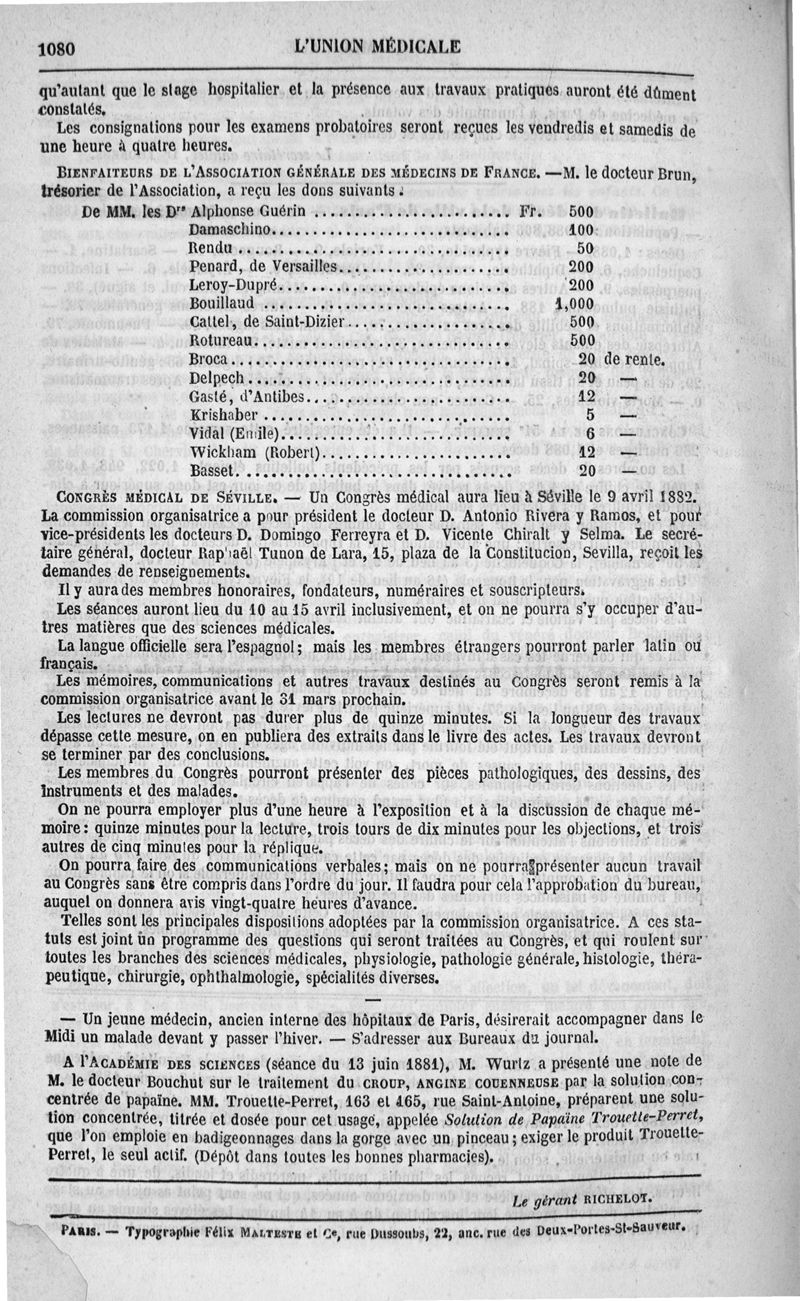 1080
L'UNION MÉDICALE
qu'autant que le stage hospitalier et la présence aux travaux pratiques auront été dûment
constatés.
Les consignations pour les examens probatoires seront reçues les vendredis et samedis de
une heure à quatre heures.
BIENFAITEURS DE L'ASSOCIATION GÉNÉRALE DES MÉDECINS DE FRANCE. — M. le docteur Brun,
trésorier de l'Association, a reçu les dons suivants :
De MM. les Drs Alphonse Guérin ........................ Fr. 500
Damaschino.............................. 100
Rendu .................................. 50
Penard, de Versailles..................... 200
Leroy-Dupré............................. 200
Bouillaud ............................... 1,000
Cattel, de Saint-Dizier.................... 500
Rotureau................................ 500
Broca................................... 20 de rente.
Delpech................................. 20 —
Gasté, d'Antibes......................... 12 —
Krishaber ............................... 5 —
Vidal (Emile)............................ 6 —
Wickham (Robert)........................ 12 —
Basset.................................. 20 —
CONGRÈS MÉDICAL DE SÉVILLE. — Un Congrès médical aura lieu à Séville le 9 avril 1882.
La commission organisatrice a pour président le docteur D. Antonio Rivera y Ramos, et pour
vice-présidents les docteurs D. Domingo Ferreyra et D. Vicente Chiralt y Selma. Le secré-
taire général, docteur Raphaël Tunon de Lara, 15, plaza de la Constitucion, Sevilla, reçoit les
demandes de renseignements.
Il y aura des membres honoraires, fondateurs, numéraires et souscripteurs.
Les séances auront lieu du 10 au 15 avril inclusivement, et on ne pourra s'y occuper d'au-
tres matières que des sciences médicales.
La langue officielle sera l'espagnol; mais les membres étrangers pourront parler latin ou
français.
Les mémoires, communications et autres travaux destinés au Congrès seront remis à la
commission organisatrice avant le 31 mars prochain.
Les lectures ne devront pas durer plus de quinze minutes. Si la longueur des travaux
dépasse cette mesure, on en publiera des extraits dans le livre des actes. Les travaux devront
se terminer par des conclusions.
Les membres du Congrès pourront présenter des pièces pathologiques, des dessins, des
instruments et des malades.
On ne pourra employer plus d'une heure à l'exposition et à la discussion de chaque mé-
moire : quinze minutes pour la lecture, trois tours de dix minutes pour les objections, et trois
autres de cinq minutes pour la réplique.
On pourra faire des communications verbales; mais on ne pourra présenter aucun travail
au Congrès sans être compris dans l'ordre du jour. Il faudra pour cela l'approbation du bureau,
auquel on donnera avis vingt-quatre heures d'avance.
Telles sont les principales dispositions adoptées par la commission organisatrice. A ces sta-
tuts est joint un programme des questions qui seront traitées au Congrès, et qui roulent sur
toutes les branches des sciences médicales, physiologie, pathologie générale, histologie, théra-
peutique, chirurgie, ophthalmologie, spécialités diverses.
— Un jeune médecin, ancien interne des hôpitaux de Paris, désirerait accompagner dans le
Midi un malade devant y passer l'hiver. — S'adresser aux Bureaux du journal.
A l'ACADÉMIE DES SCIENCES (séance du 13 juin 1881), M. Wurtz a présenté une note de
M. le docteur Bouchut sur le traitement du CROUP, ANGINE COUENNEUSE par la solution con-
centrée de papaïne. MM. Trouette-Perret, 163 et 165, rue Saint-Antoine, préparent une solu-
tion concentrée, titrée et dosée pour cet usage, appelée Solution de Papaïne Trouette-Perret,
que l'on emploie en badigeonnages dans la gorge avec un pinceau; exiger le produit Trouette-
Perret, le seul actif. (Dépôt dans toutes les bonnes pharmacies).
Le gérant RICHELOT.
PARIS. — Typographie Félix MALTESTE et Ce, rue Dussoubs, 22, anc. rue des Deux-Portes-St-Sauveur.